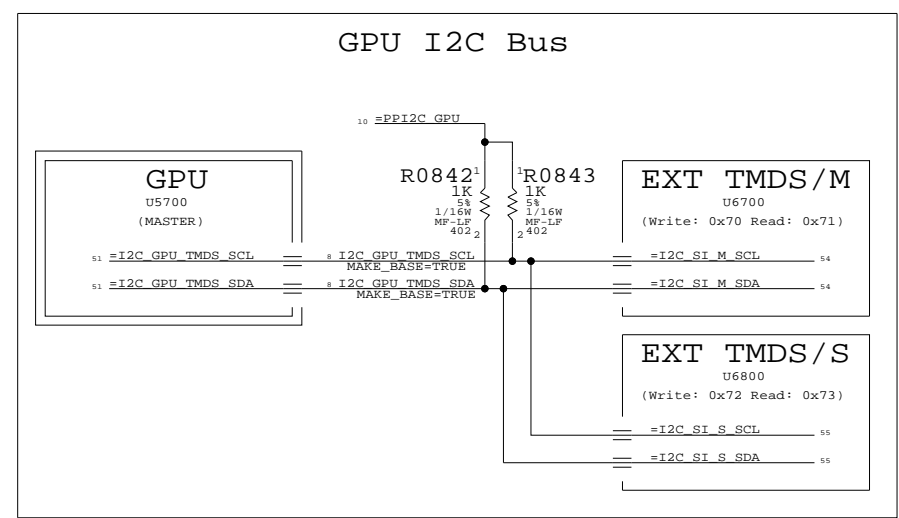 GPU I2C Bus
10 =PPI2C_GPU
GPU
U5700
(MASTER)
51 =I2C_GPU_TMDS_SCL
51 =I2C_GPU_TMDS_SDA
R0842 1
1K
5%
1/16W
MF-LF
402 2
1 R0843
1K
5%
1/16W
MF-LF
2 402
8 I2C_GPU_TMDS_SCL
MAKE_BASE=TRUE
8 I2C_GPU_TMDS_SDA
MAKE_BASE=TRUE
EXT TMDS/M
U6700
(Write: 0x70 Read: 0x71)
=I2C_SI_M_SCL 54
=I2C_SI_M_SDA 54
EXT TMDS/S
U6800
(Write: 0x72 Read: 0x73)
=I2C_SI_S_SCL 55
=I2C_SI_S_SDA 55